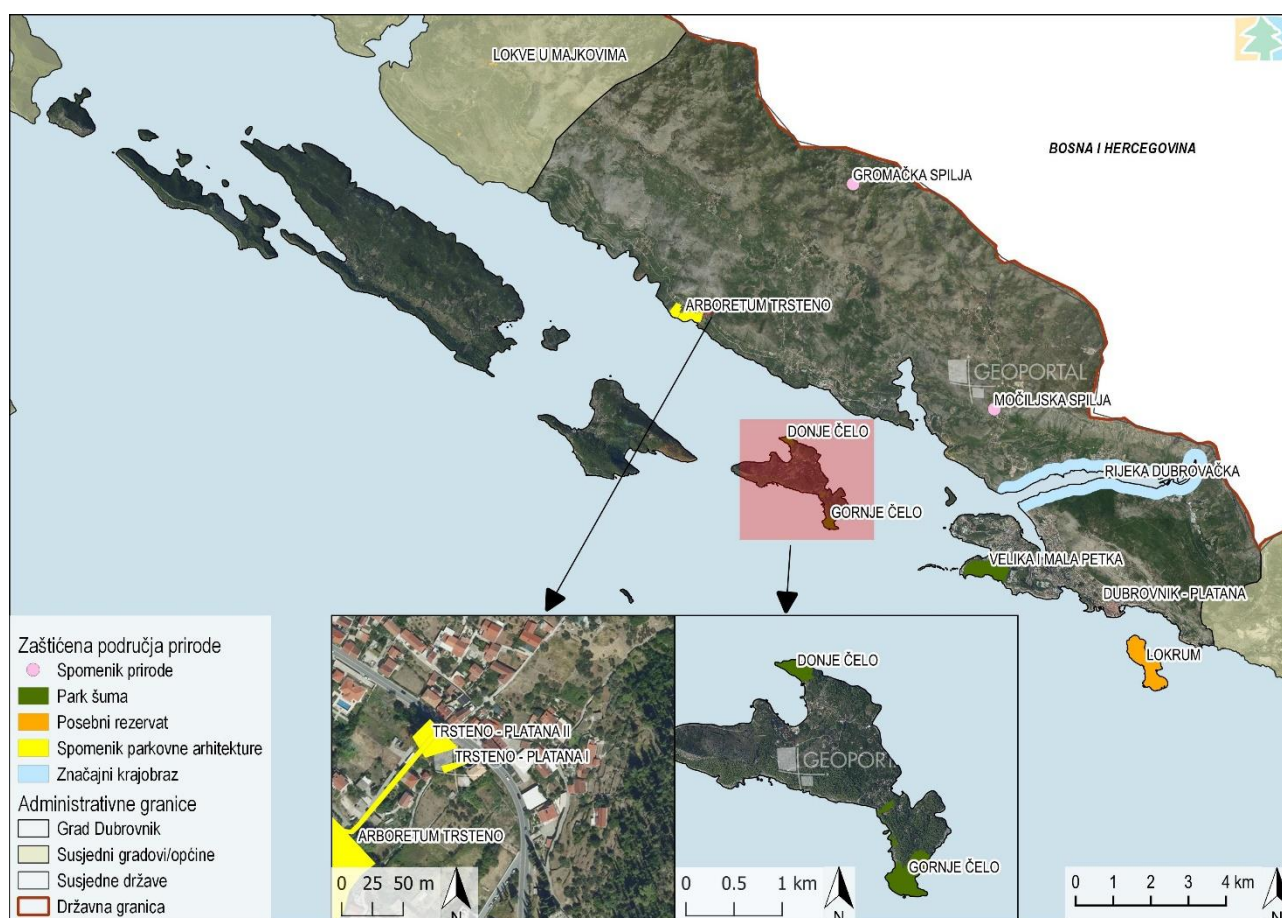 LOKVE U MAJKOVIMA
BOSNA I HERCEGOVINA
GROMAČKA SPILJA
ARBORETUM TRSTENO
GEOPORTAL
MOČILJSKA SPILJA
DONJE ČELO
RIJEKA DUBROVAČKA
GORNJE ČELO
VELIKA I MALA PETKA
DUBROVNIK - PLATANA
LOKRUM
Zaštićena područja prirode
Spomenik prirode
Park šuma
Posebni rezervat
Spomenik parkovne arhitekture
Značajni krajobraz
Administrativne granice
Grad Dubrovnik
Susjedni gradovi/općine
Susjedne države
Državna granica
TRSTENO - PLATANA II
TRSTENO - PLATANA I
ARBORETUM TRSTENO
0 25 50 m
N
DONJE ČELO
GEOPORT
GORNJE ČELO
0 0.5 1 km
N
0 1 2 3 4 km
N